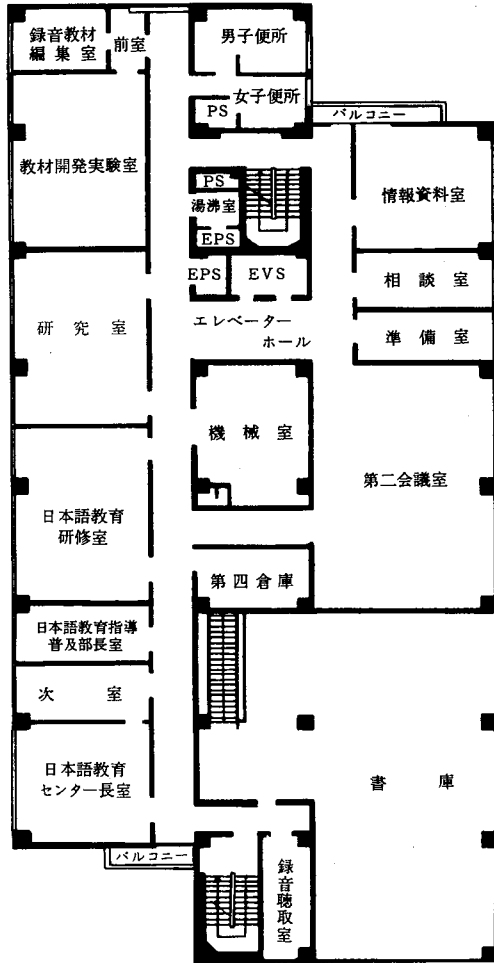 録音教材
編集室
前室
男子便所
女子便所
PS
バルコニー
教材開発実験室
PS
湯沸室
EPS
情報資料室
EPS
EVS
相談室
研究室
エレベーター
ホール
準備室
機械室
第二会議室
日本語教育
研修室
第四倉庫
日本語教育指導
普及部長室
次室
日本語教育
センター長室
書庫
バルコニー
録音聴取室